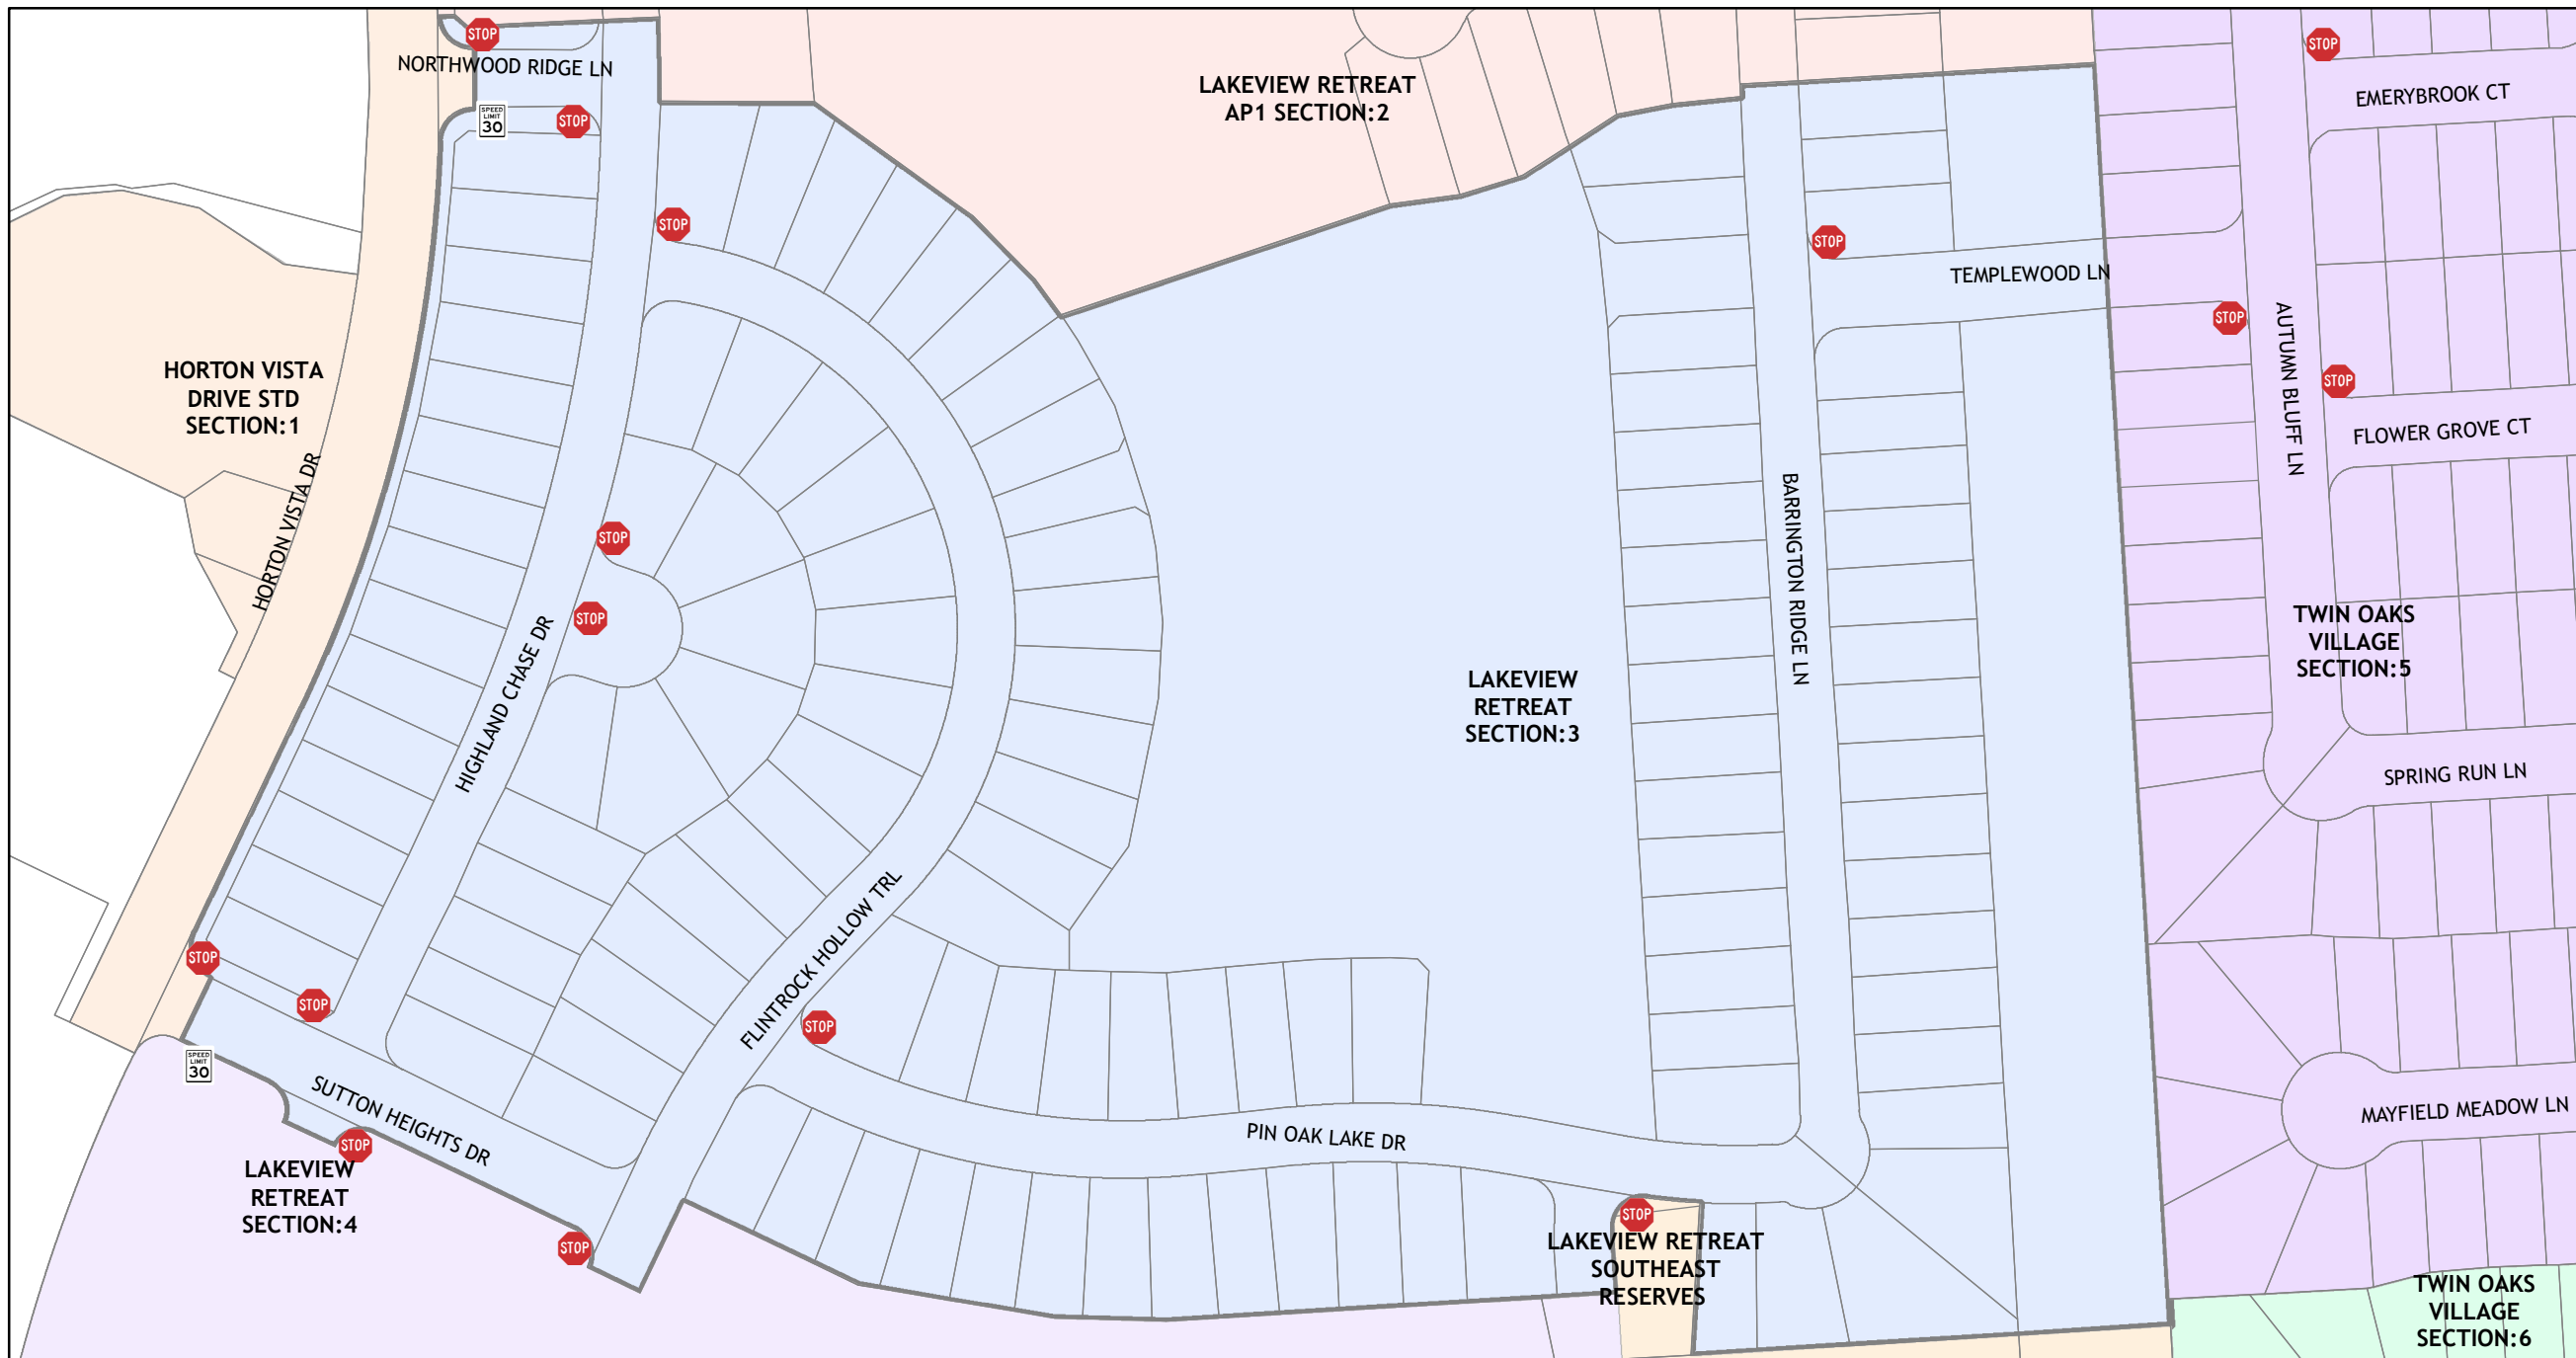 STOP
NORTHWOOD RIDGE LN
SPEED
LIMIT
30
STOP
LAKEVIEW RETREAT
AP1 SECTION:2
STOP
EMERYBROOK CT
STOP
STOP
TEMPLEWOOD LN
STOP
AUTUMN BLUFF LN
STOP
FLOWER GROVE CT
HORTON VISTA
DRIVE STD
SECTION:1
HORTON VISTA DR
STOP
STOP
HIGHLAND CHASE DR
BARRINGTON RIDGE LN
LAKEVIEW
RETREAT
SECTION:3
TWIN OAKS
VILLAGE
SECTION:5
SPRING RUN LN
FLINTROCK HOLLOW TRL
STOP
STOP
STOP
SPEED
LIMIT
30
SUTTON HEIGHTS DR
STOP
PIN OAK LAKE DR
MAYFIELD MEADOW LN
LAKEVIEW
RETREAT
SECTION:4
STOP
STOP
LAKEVIEW RETREAT
SOUTHEAST
RESERVES
TWIN OAKS
VILLAGE
SECTION:6